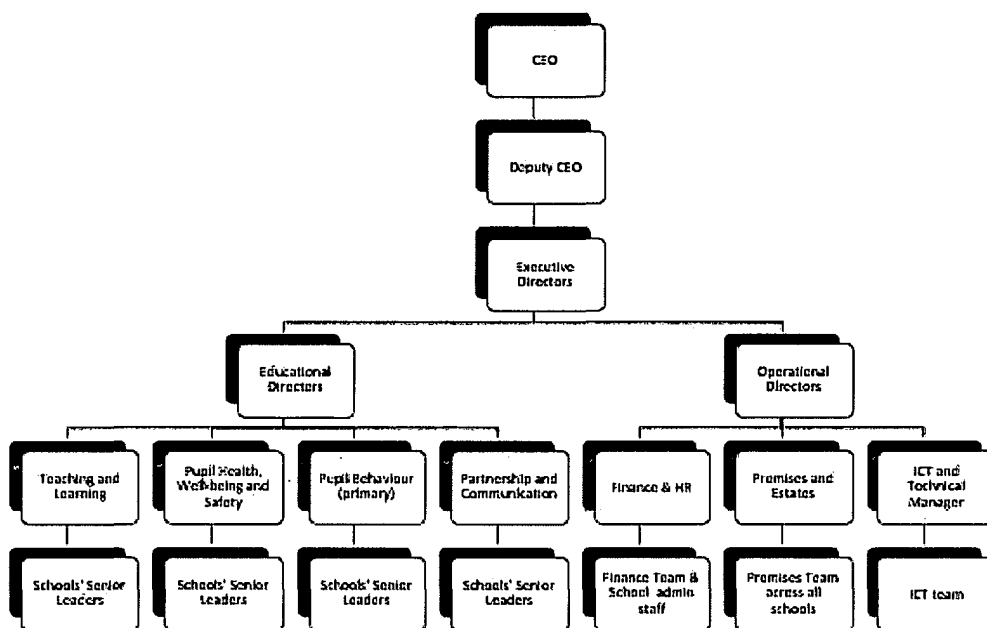 CEO
Deputy CEO
Executive
Directors
Educational
Directors
Operational
Directors
Teaching and
Learning
Pupil Health,
Well-being and
Safety
Pupil Behaviour
(primary)
Partnership and
Communication
Finance & HR
Premises and
Estates
ICT and
Technical
Manager
Schools' Senior
Leaders
Schools' Senior
Leaders
Schools' Senior
Leaders
Schools' Senior
Leaders
Finance Team &
School admin
staff
Premises Team
across all
schools
ICT team